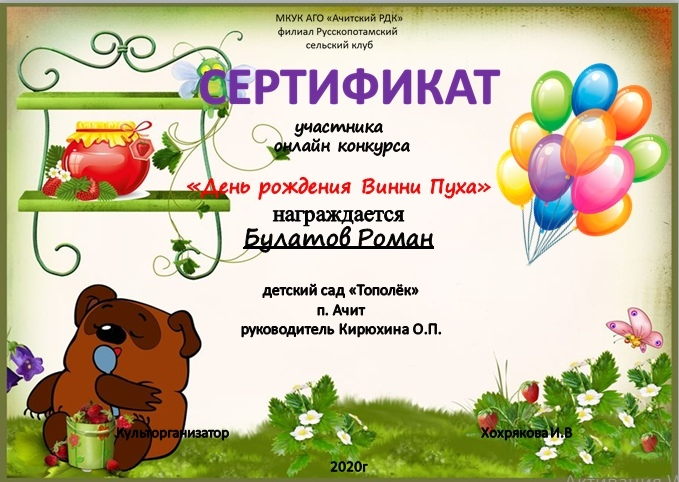 МКУК АГО «Ачитский РДК»
филиал Русскопотамский
сельский клуб
СЕРТИФИКАТ
участника
онлайн конкурса
«День рождения Винни Пуха»
награждается
Булатов Роман
детский сад «Тополёк»
п. Ачит
руководитель Кирюхина О.П.
Культорганизатор Хохрякова И.В
2020г